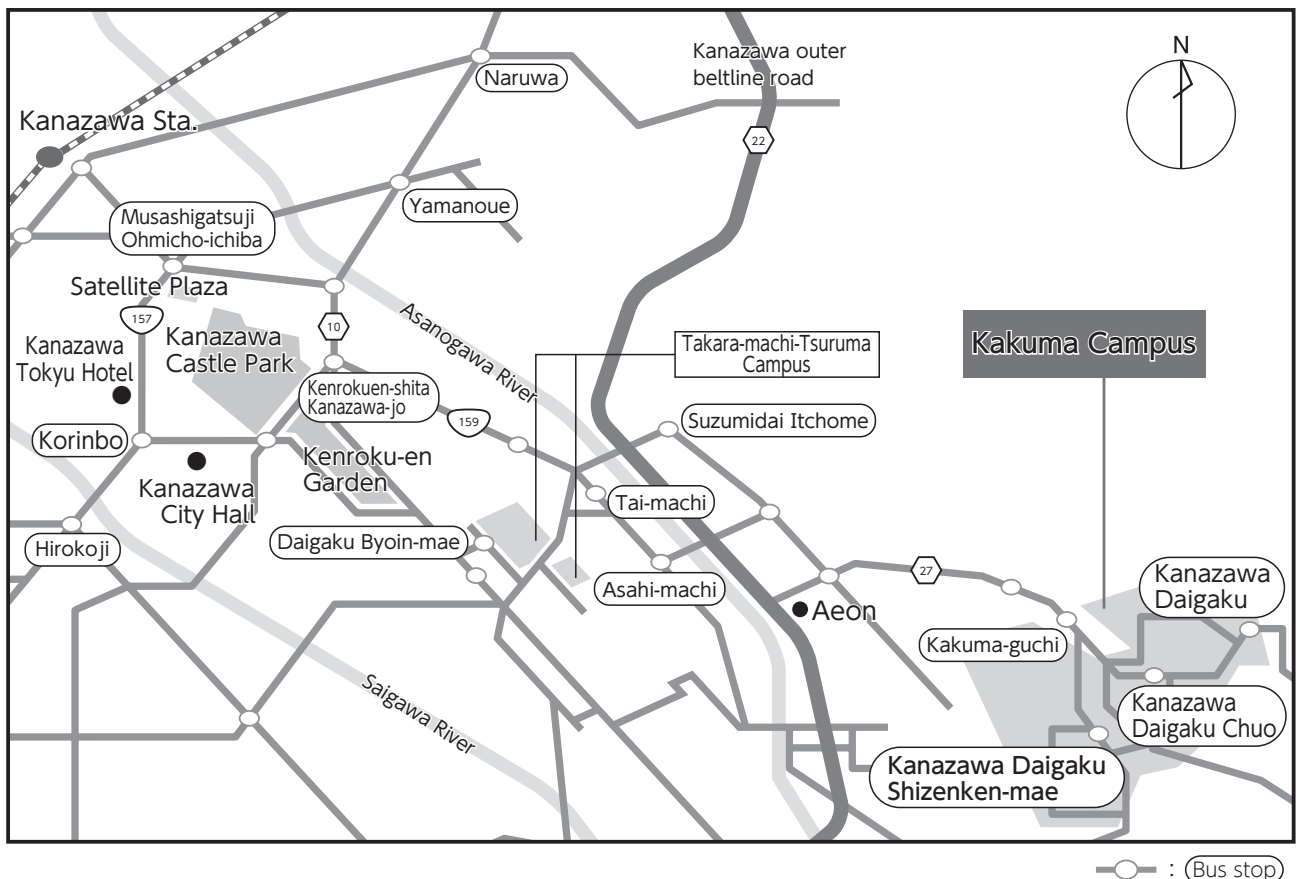 Kanazawa outer
beltline road
N
Naruwa
Kanazawa Sta.
22
Yamanoue
Musashigatsuji
Ohmicho-ichiba
Satellite Plaza
157
10
Asanogawa River
Kanazawa
Castle Park
Kanazawa
Tokyu Hotel
Takara-machi-Tsuruma
Campus
Kakuma Campus
Kenrokuen-shita
Kanazawa-jo
159
Suzumidai Itchome
Korinbo
Kenroku-en
Garden
Kanazawa
City Hall
Tai-machi
Hirokoji
Daigaku Byoin-mae
Asahi-machi
27
Aeon
Kanazawa
Daigaku
Kakuma-guchi
Saigawa River
Kanazawa
Daigaku Chuo
Kanazawa Daigaku
Shizenken-mae
: Bus stop